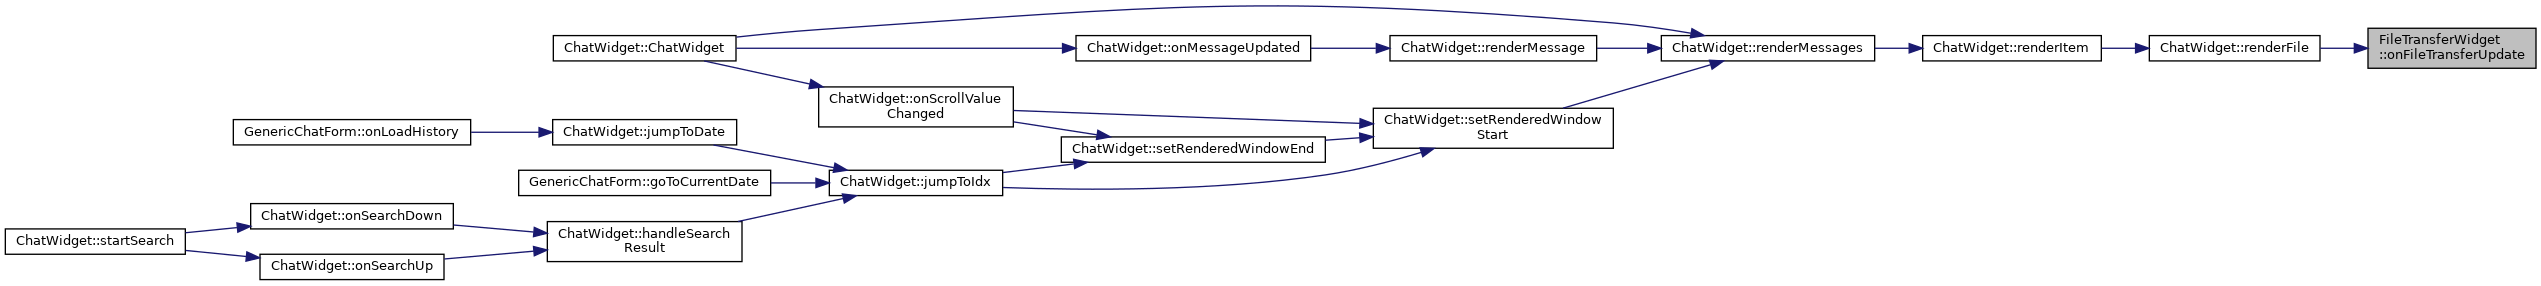 ChatWidget::ChatWidget
ChatWidget::onMessageUpdated
ChatWidget::renderMessage
ChatWidget::renderMessages
ChatWidget::renderItem
ChatWidget::renderFile
FileTransferWidget
::onFileTransferUpdate
ChatWidget::onScrollValue
Changed
GenericChatForm::onLoadHistory
ChatWidget::jumpToDate
ChatWidget::setRenderedWindow
Start
ChatWidget::setRenderedWindowEnd
GenericChatForm::goToCurrentDate
ChatWidget::jumpToIdx
ChatWidget::onSearchDown
ChatWidget::startSearch
ChatWidget::handleSearch
Result
ChatWidget::onSearchUp